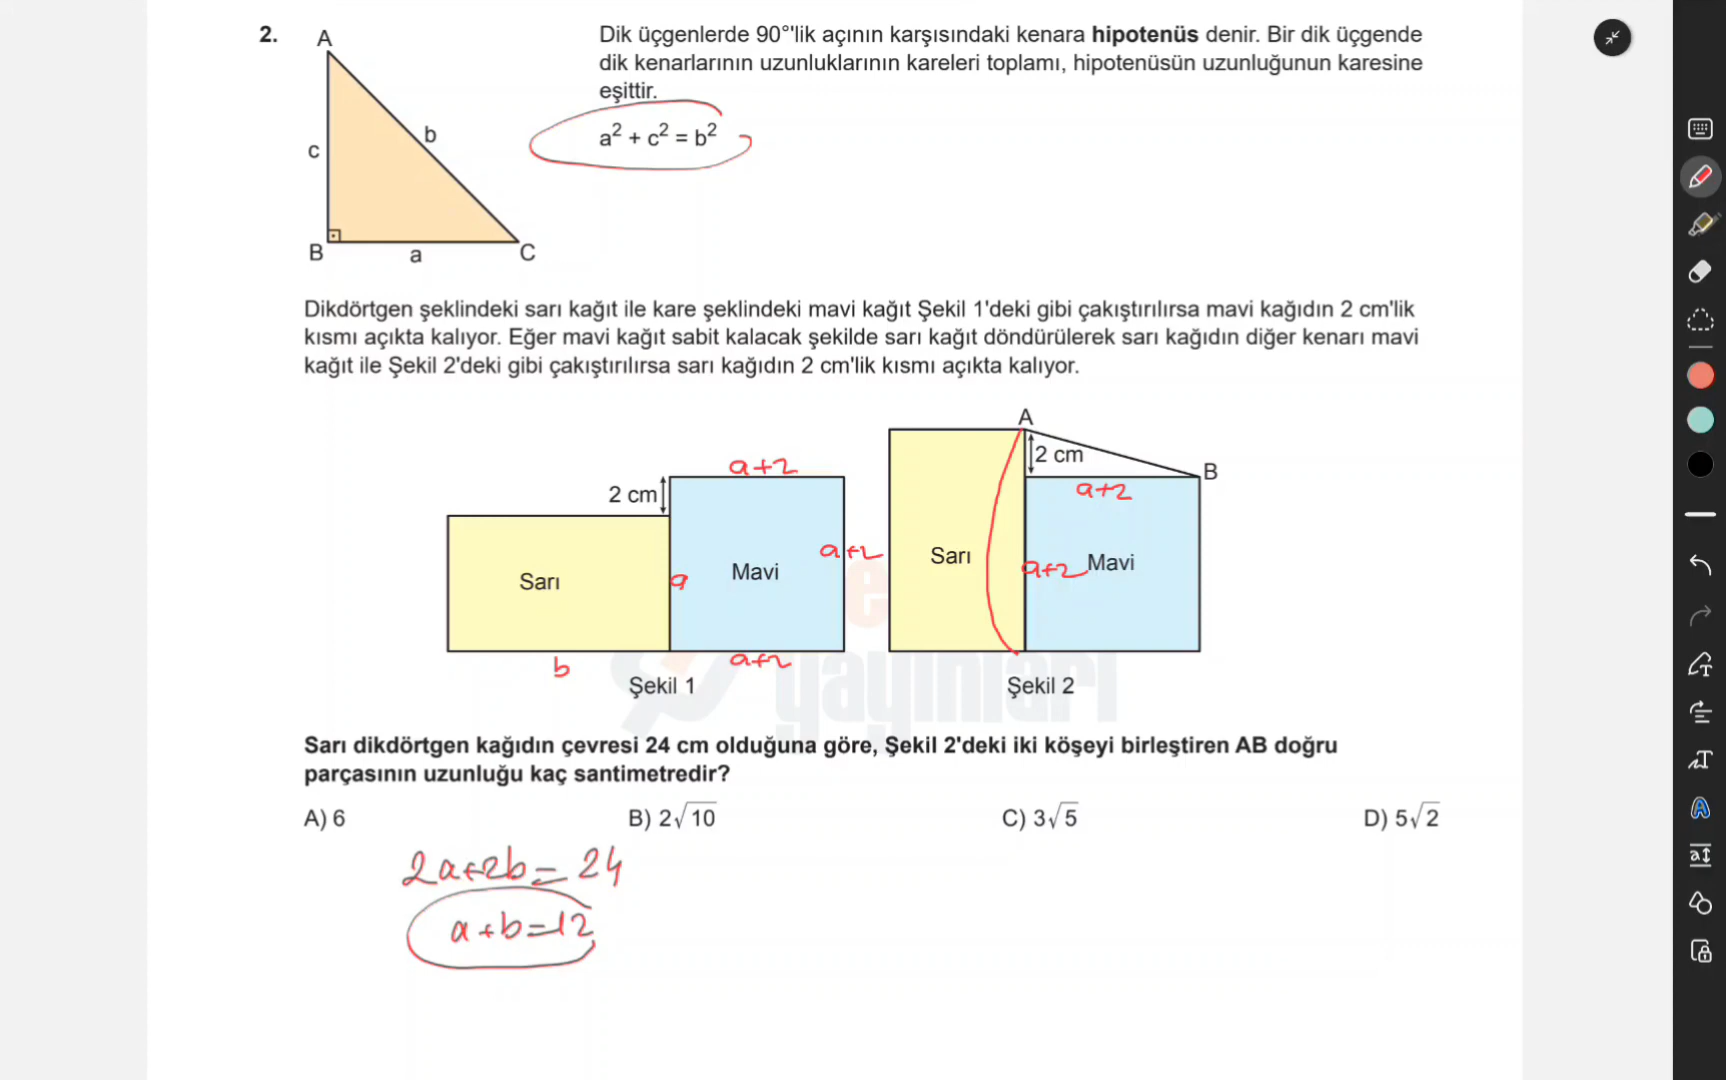 2.
A
c
b
B
a
C
Dik üçgenlerde 90°'lik açının karşısındaki kenara hipotenüs denir. Bir dik üçgende
dik kenarlarının uzunluklarının kareleri toplamı, hipotenüsün uzunluğunun karesine
eşittir.
a² + c² = b²
Dikdörtgen şeklindeki sarı kağıt ile kare şeklindeki mavi kağıt Şekil 1'deki gibi çakıştırılırsa mavi kağıdın 2 cm'lik
kısmı açıkta kalıyor. Eğer mavi kağıt sabit kalacak şekilde sarı kağıt döndürülerek sarı kağıdın diğer kenarı mavi
kağıt ile Şekil 2'deki gibi çakıştırılırsa sarı kağıdın 2 cm'lik kısmı açıkta kalıyor.
a+2
2 cm
Sarı
a
Mavi
a+2
b
a+2
Şekil 1
A
2 cm
B
a+2
Sarı
a+2
Mavi
Şekil 2
yayınları
Sarı dikdörtgen kağıdın çevresi 24 cm olduğuna göre, Şekil 2'deki iki köşeyi birleştiren AB doğru
parçasının uzunluğu kaç santimetredir?
A) 6 B) 2√10 C) 3√5 D) 5√2
2a+2b=24
a+b=12